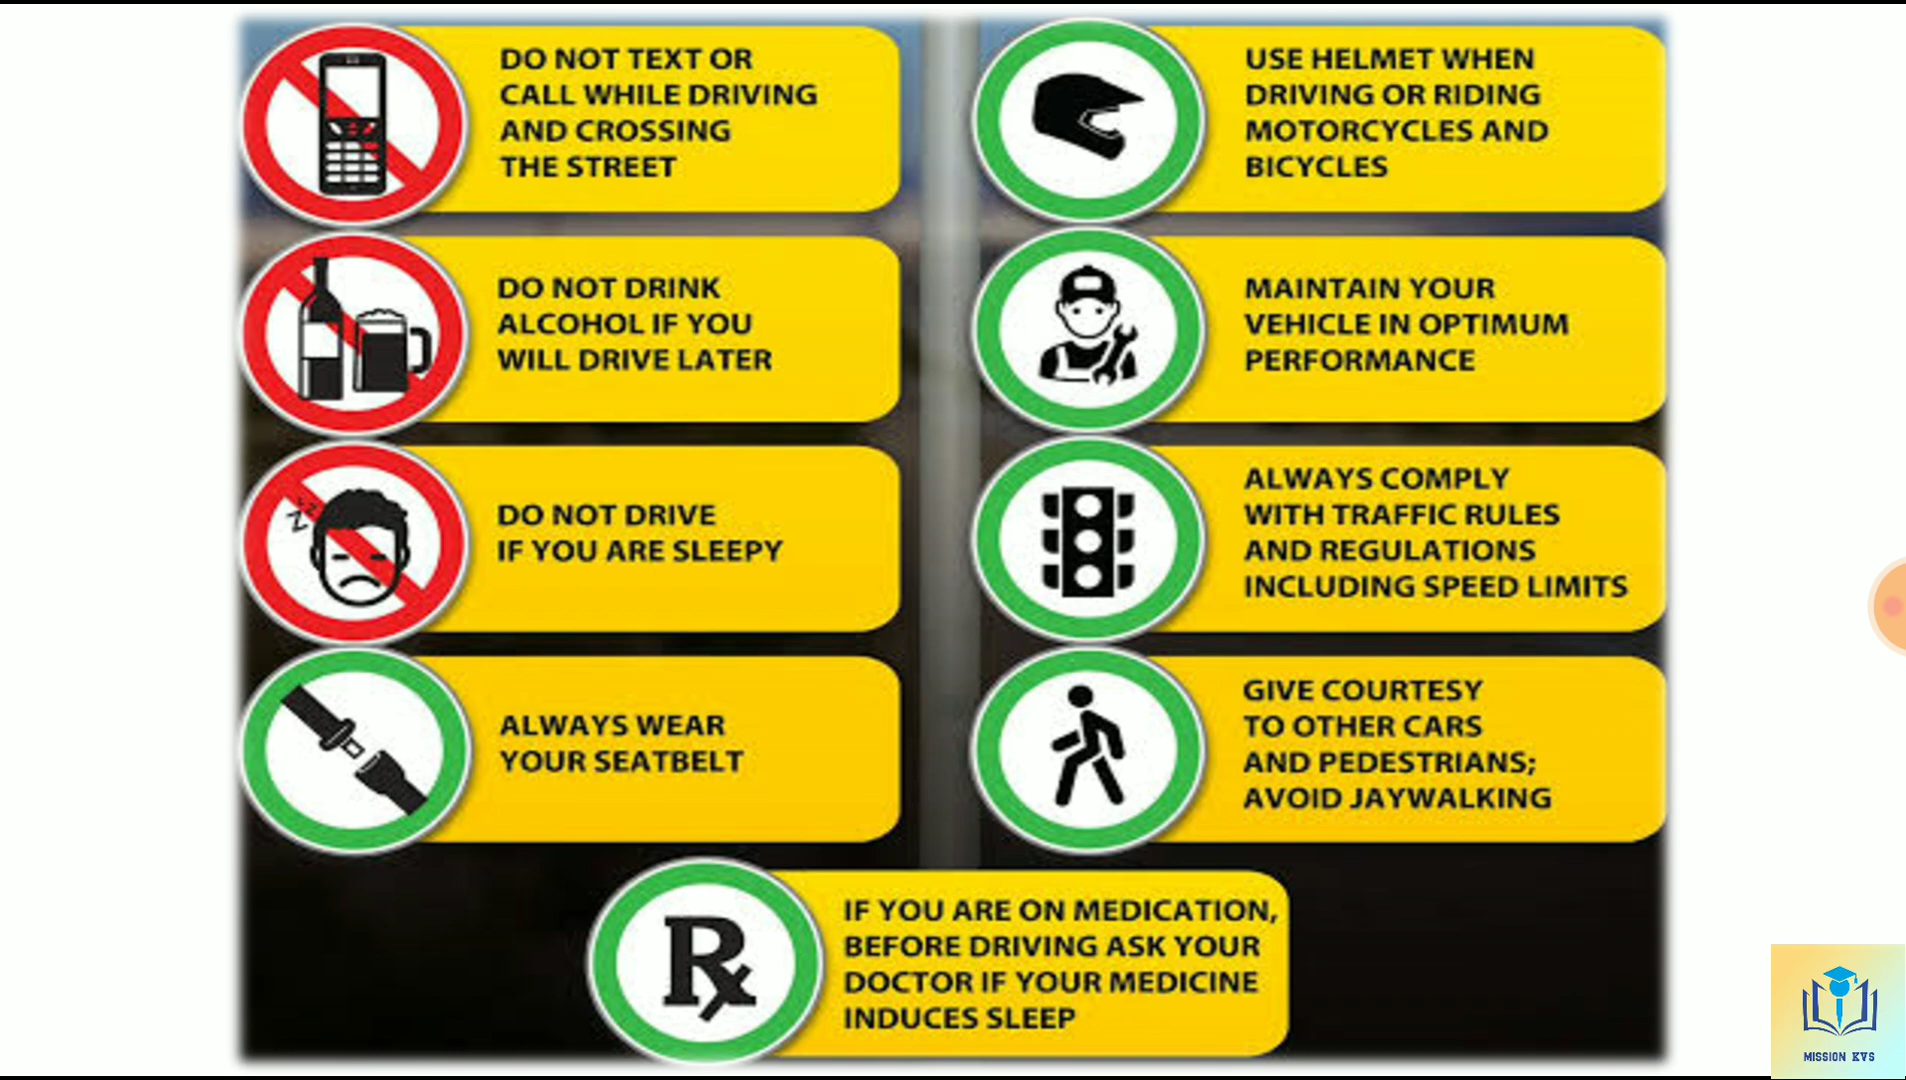 DO NOT TEXT OR
CALL WHILE DRIVING
AND CROSSING
THE STREET
DO NOT DRINK
ALCOHOL IF YOU
WILL DRIVE LATER
DO NOT DRIVE
IF YOU ARE SLEEPY
ALWAYS WEAR
YOUR SEATBELT
USE HELMET WHEN
DRIVING OR RIDING
MOTORCYCLES AND
BICYCLES
MAINTAIN YOUR
VEHICLE IN OPTIMUM
PERFORMANCE
ALWAYS COMPLY
WITH TRAFFIC RULES
AND REGULATIONS
INCLUDING SPEED LIMITS
GIVE COURTESY
TO OTHER CARS
AND PEDESTRIANS;
AVOID JAYWALKING
IF YOU ARE ON MEDICATION,
BEFORE DRIVING ASK YOUR
DOCTOR IF YOUR MEDICINE
INDUCES SLEEP
MISSION KVS